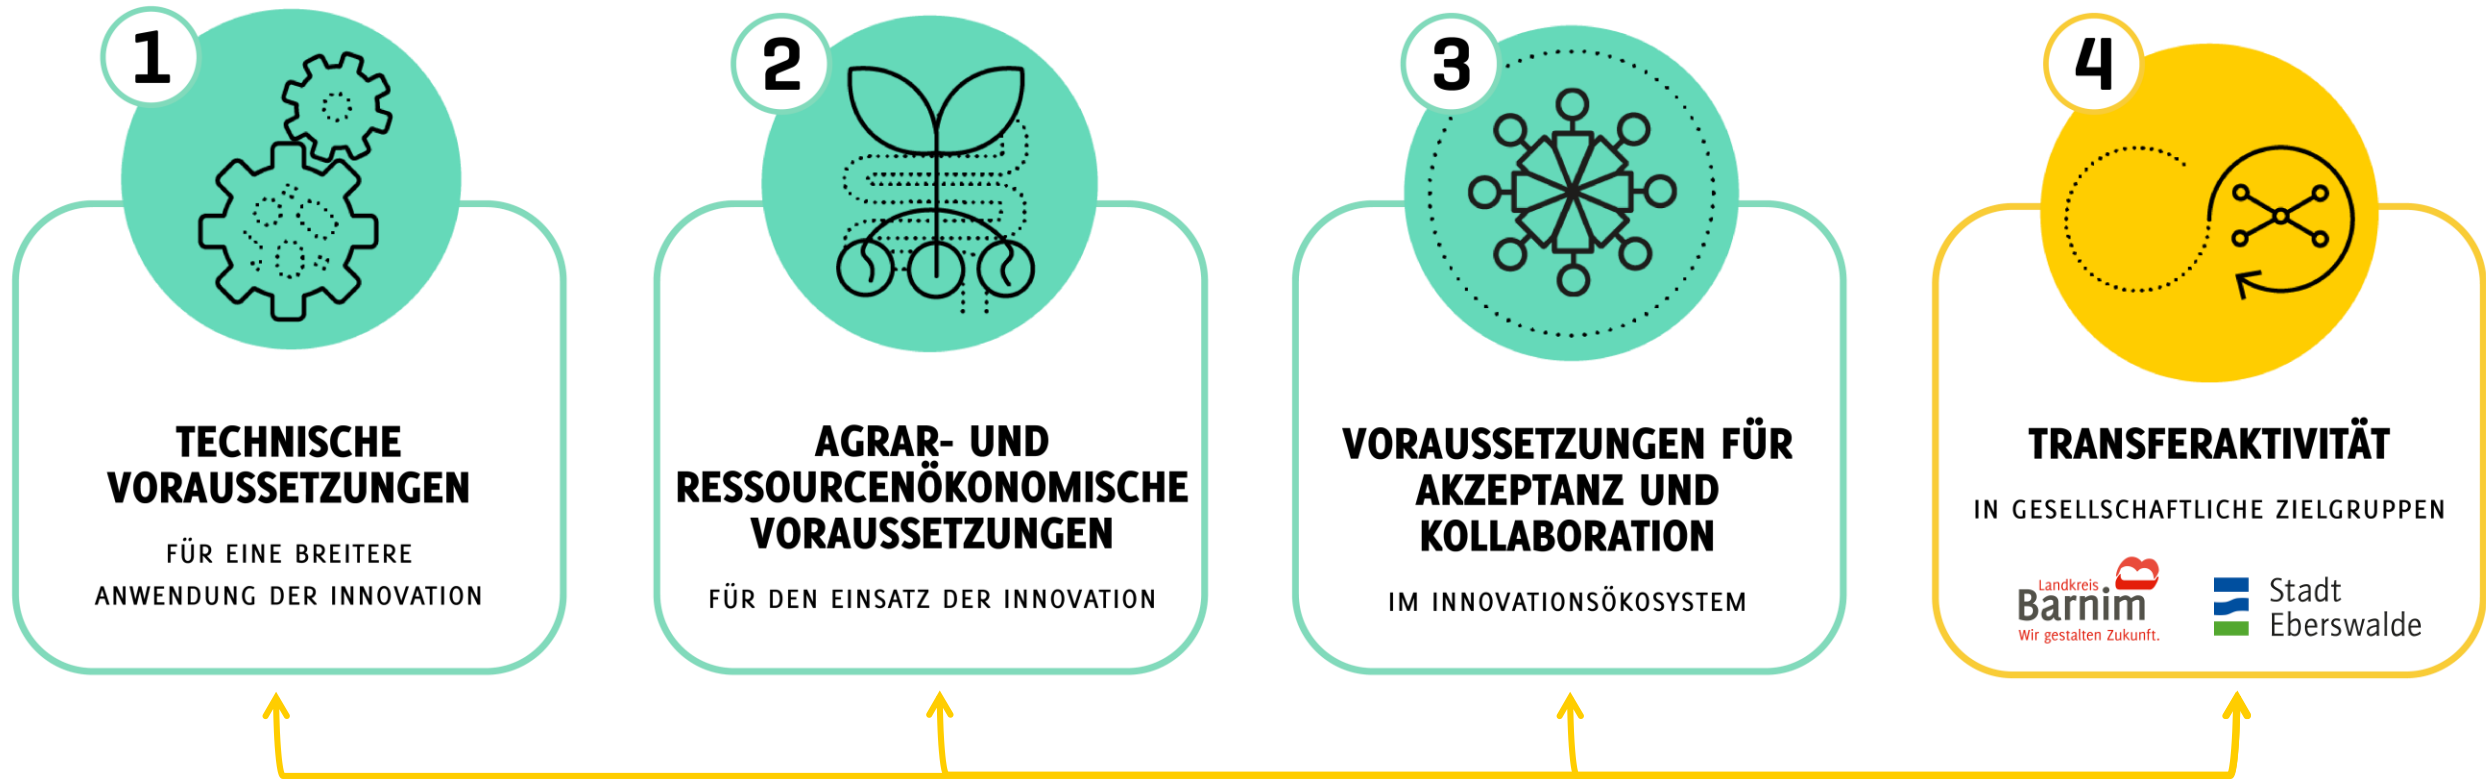 1
TECHNISCHE
VORAUSSETZUNGEN
FÜR EINE BREITERE
ANWENDUNG DER INNOVATION
2
AGRAR- UND
RESSOURCENÖKONOMISCHE
VORAUSSETZUNGEN
FÜR DEN EINSATZ DER INNOVATION
3
VORAUSSETZUNGEN FÜR
AKZEPTANZ UND
KOLLABORATION
IM INNOVATIONSÖKOSYSTEM
4
TRANSFERAKTIVITÄT
IN GESELLSCHAFTLICHE ZIELGRUPPEN
Landkreis
Barnim
Wir gestalten Zukunft.
Stadt
Eberswalde